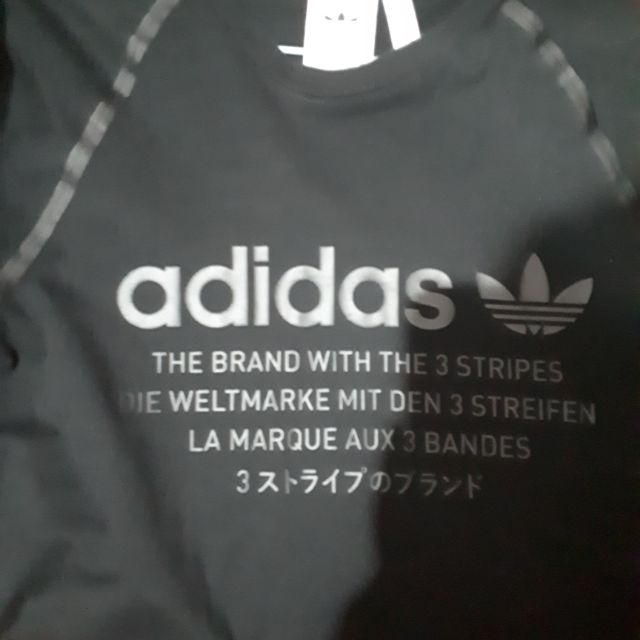 adidas
THE BRAND WITH THE 3 STRIPES
DIE WELTMARKE MIT DEN 3 STREIFEN
LA MARQUE AUX 3 BANDES
3ストライプのブランド